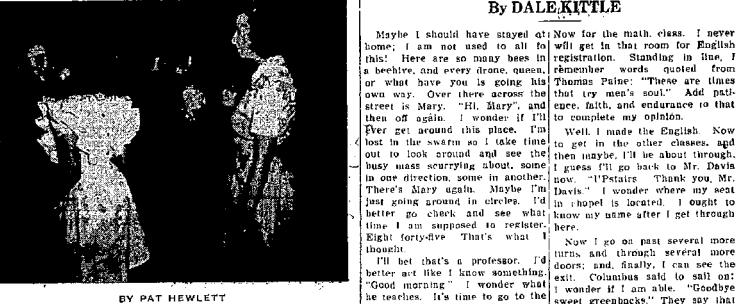 By DALE KITTLE
Maybe I should have stayed at
home; I am not used to all fo
this! Here are so many bees in
a beehive, and every drone, queen,
or what have you is going his
own way. Over there across the
street is Mary. "Hi, Mary", and
then off again. I wonder if I'll
ever get around this place. I'm
lost in the swarm so I take time
out to look around and see the
busy mass scurrying about, some
in one direction, some in another.
There's Mary again. Maybe I'm
just going around in circles. I'd
better go check and see what
time I am supposed to register.
Eight forty-five That's what I
thought.
I'll bet that's a professor. I'd
better act like I know something.
"Good morning" I wonder what
he teaches. It's time to go to the
Now for the math. class. I never
will get in that room for English
registration. Standing in line, I
remember words quoted from
Thomas Paine: "These are times
that try men's soul." Add pati-
ence, faith, and endurance to that
to complete my opinion.
Well, I made the English. Now
to get in the other classes, and
then maybe, I'll be about through.
I guess I'll go back to Mr. Davis
now. "UPstairs Thank you, Mr.
Davis." I wonder where my seat
in chapel is located. I ought to
know my name after I get through
here.
Now I go on past several more
turns and through several more
doors; and, finally, I can see the
exit. Columbus said to sail on;
I wonder if I am able. "Goodbye
sweet greenbacks." They say that
BY PAT HEWLETT